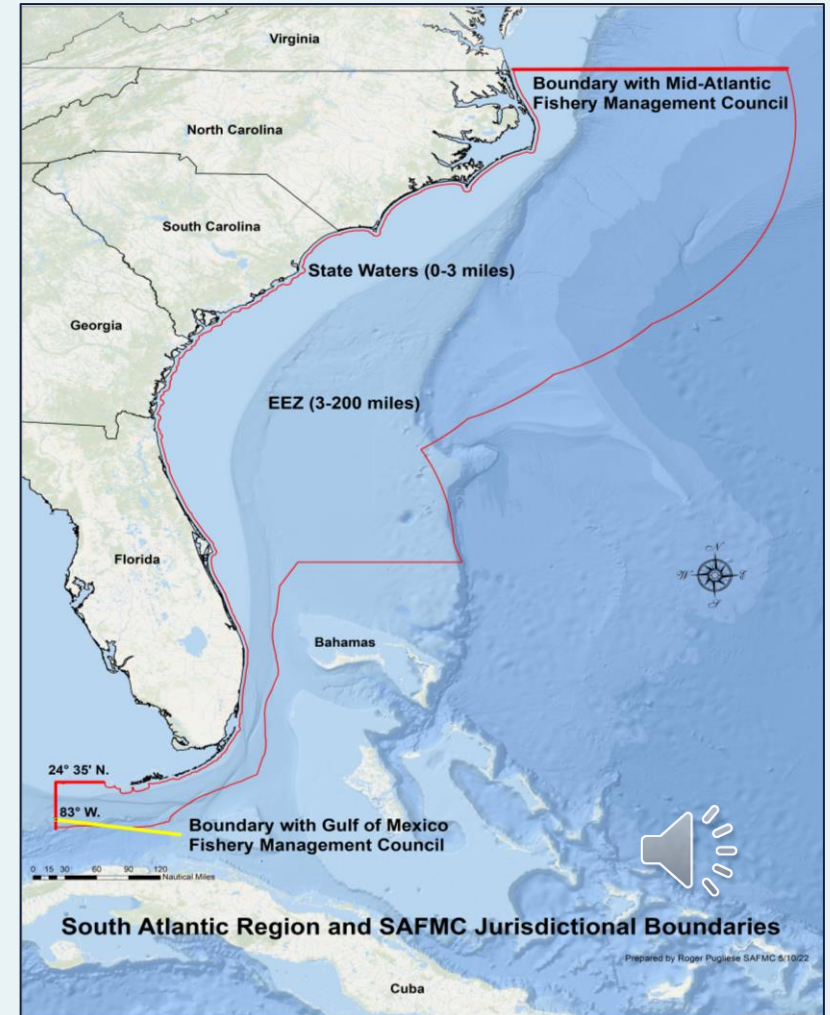 Virginia
Boundary with Mid-Atlantic
Fishery Management Council
North Carolina
South Carolina
State Waters (0-3 miles)
Georgia
EEZ (3-200 miles)
N
W E
S
Florida
Bahamas
24° 35' N.
83° W.
Boundary with Gulf of Mexico
Fishery Management Council
0 15 30 60 90 120
Nautical Miles
South Atlantic Region and SAFMC Jurisdictional Boundaries
Prepared by Roger Pugliese SAFMC 5/10/22
Cuba